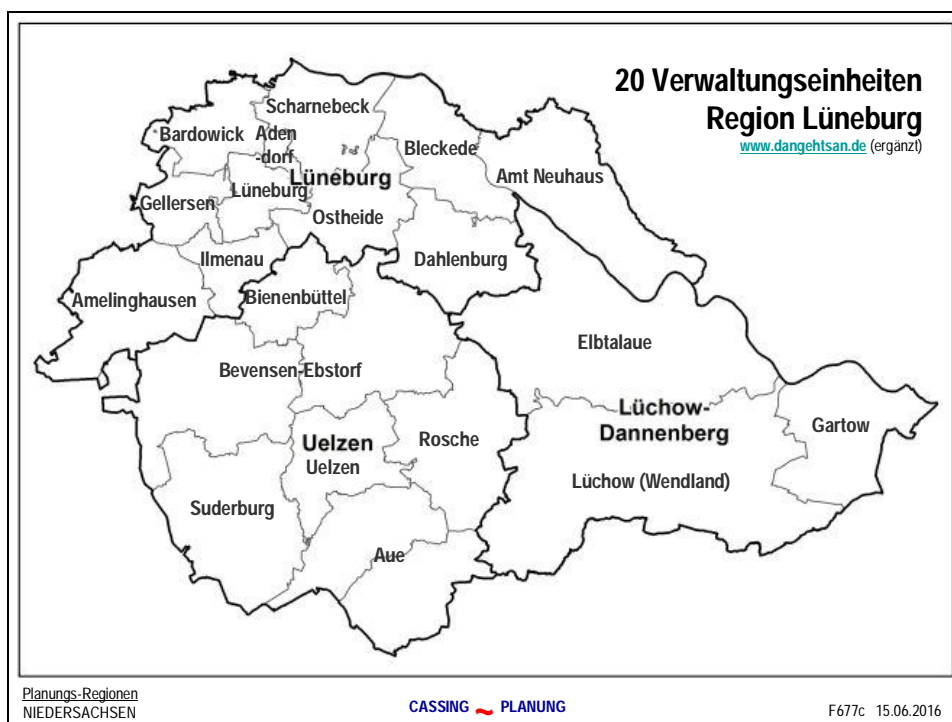 20 Verwaltungseinheiten
Region Lüneburg
www.dangehtsan.de (ergänzt)
Scharnebeck
Bardowick
Aden
-dorf
Bleckede
Amt Neuhaus
Lüneburg
Lüneburg
Gellersen
Ostheide
Ilmenau
Dahlenburg
Amelinghausen
Bienenbüttel
Elbtalaue
Bevensen-Ebstorf
Lüchow-
Dannenberg
Gartow
Uelzen
Uelzen
Rosche
Lüchow (Wendland)
Suderburg
Aue
Planungs-Regionen
NIEDERSACHSEN
CASSING ~ PLANUNG
F677c 15.06.2016